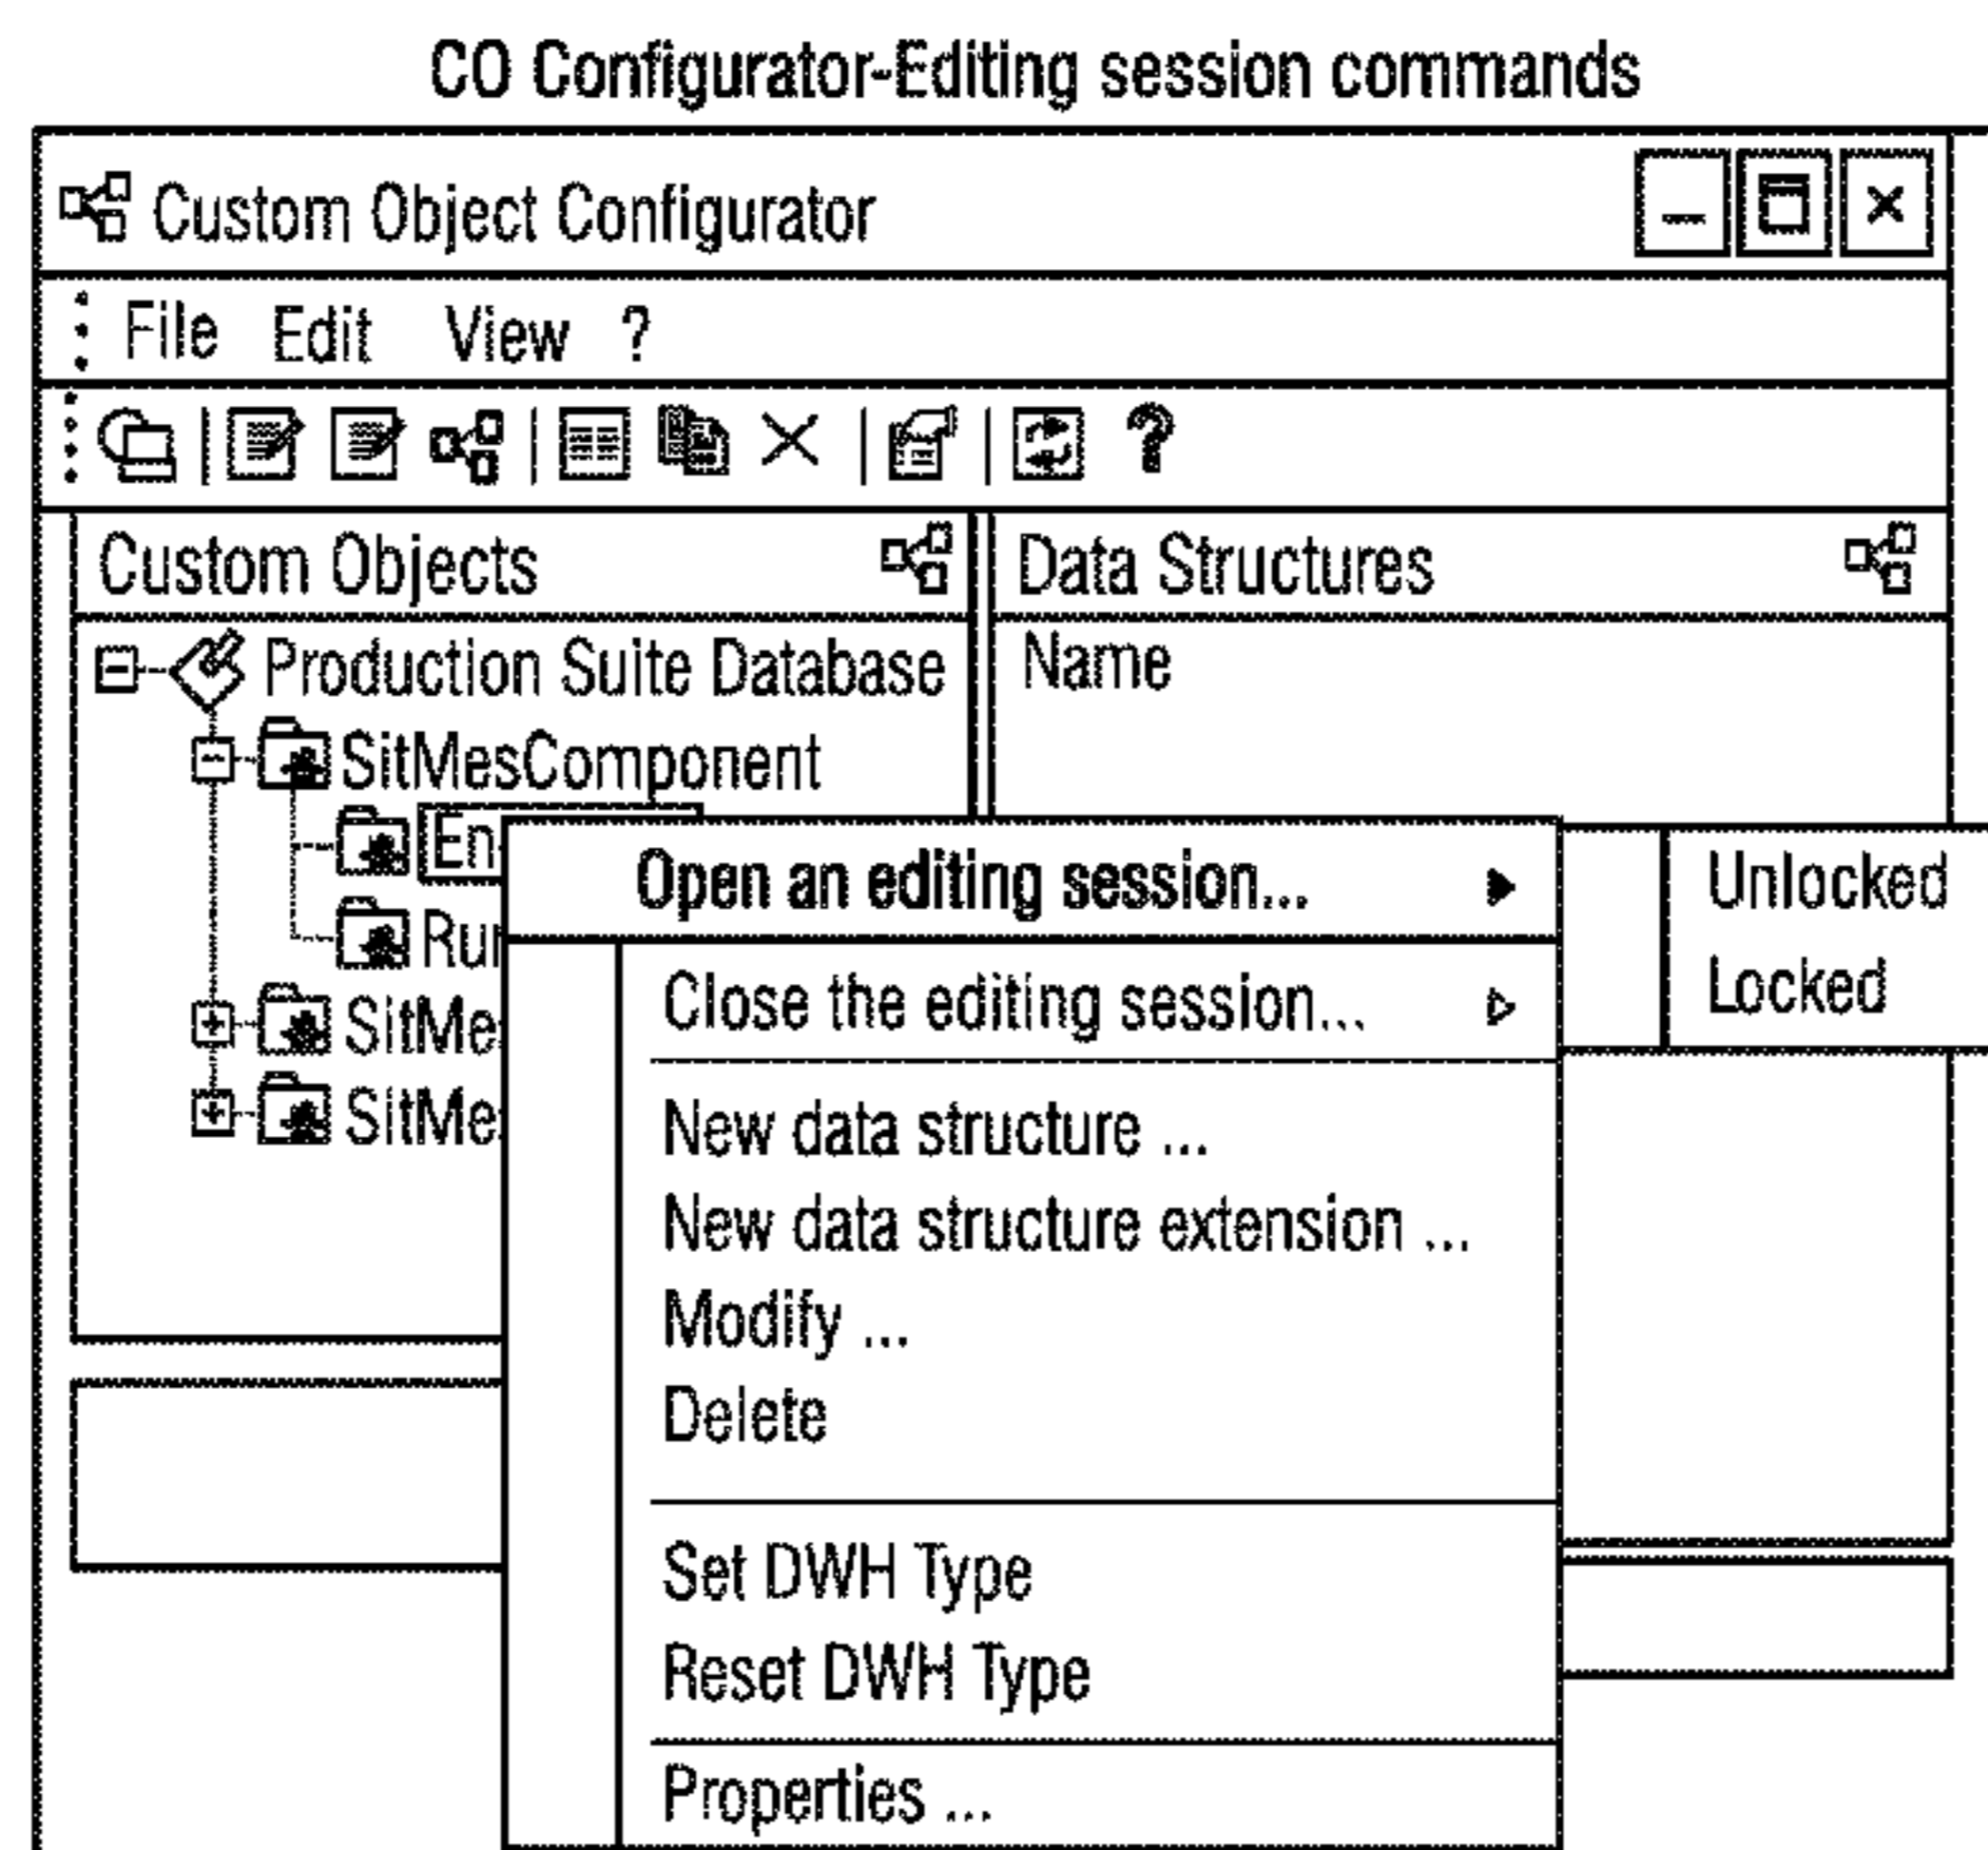 CO Configurator-Editing session commands
Custom Object Configurator
File Edit View ?
Custom Objects
Data Structures
Production Suite Database
Name
SitMesComponent
Open an editing session...
Unlocked
Locked
Close the editing session...
New data structure ...
New data structure extension ...
Modify ...
Delete
Set DWH Type
Reset DWH Type
Properties ...